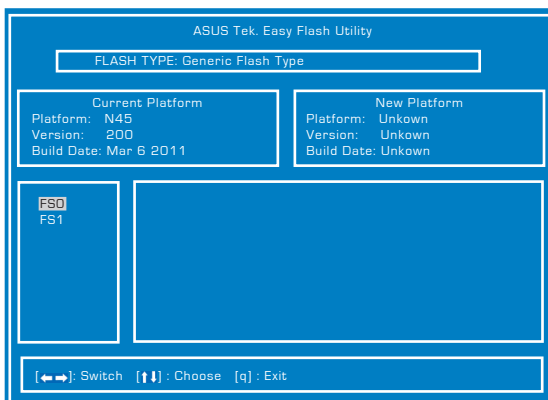 ASUS Tek. Easy Flash Utility
FLASH TYPE: Generic Flash Type
Current Platform
Platform: N45
Version: 200
Build Date: Mar 6 2011
New Platform
Platform: Unkown
Version: Unkown
Build Date: Unkown
FS0
FS1
[←→]: Switch [↑↓] : Choose [q] : Exit